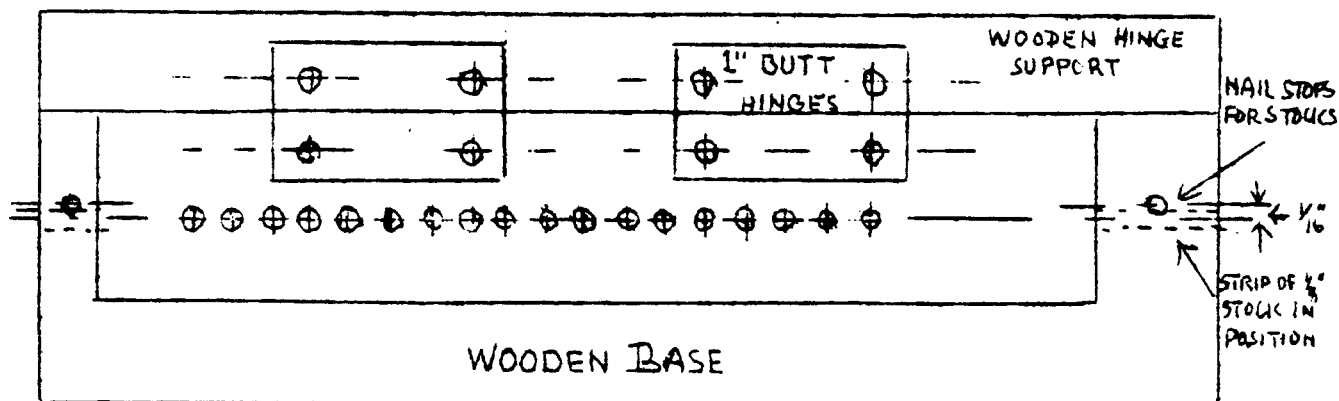 WOODEN HINGE
SUPPORT
1" BUTT
HINGES
NAIL STOPS
FOR STOCKS
1/16"
STRIP OF 1/8"
STOCK IN
POSITION
WOODEN BASE